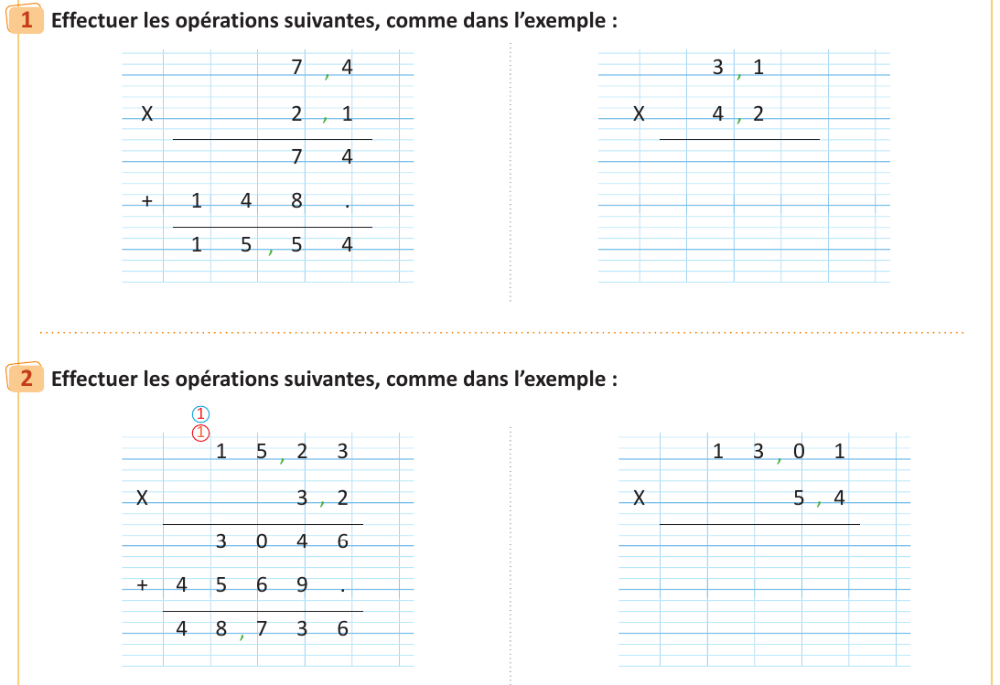 1 Effectuer les opérations suivantes, comme dans l’exemple :
7 , 4
X 2 , 1
7 4
+ 1 4 8 .
1 5 , 5 4
3 , 1
X 4 , 2
2 Effectuer les opérations suivantes, comme dans l’exemple :
1
1
1 5 , 2 3
X 3 , 2
3 0 4 6
+ 4 5 6 9 .
4 8 , 7 3 6
1 3 , 0 1
X 5 , 4